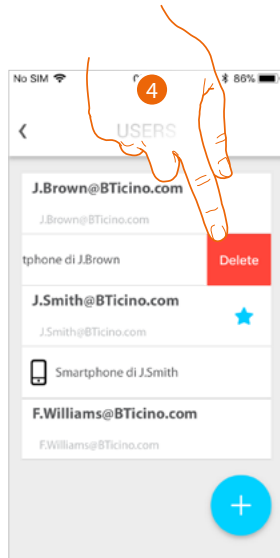 No SIM 86%
4
USERS
J.Brown@BTicino.com
J.Brown@BTicino.com
tphone di J.Brown
Delete
J.Smith@BTicino.com
J.Smith@BTicino.com
Smartphone di J.Smith
F.Williams@BTicino.com
F.Williams@BTicino.com
+